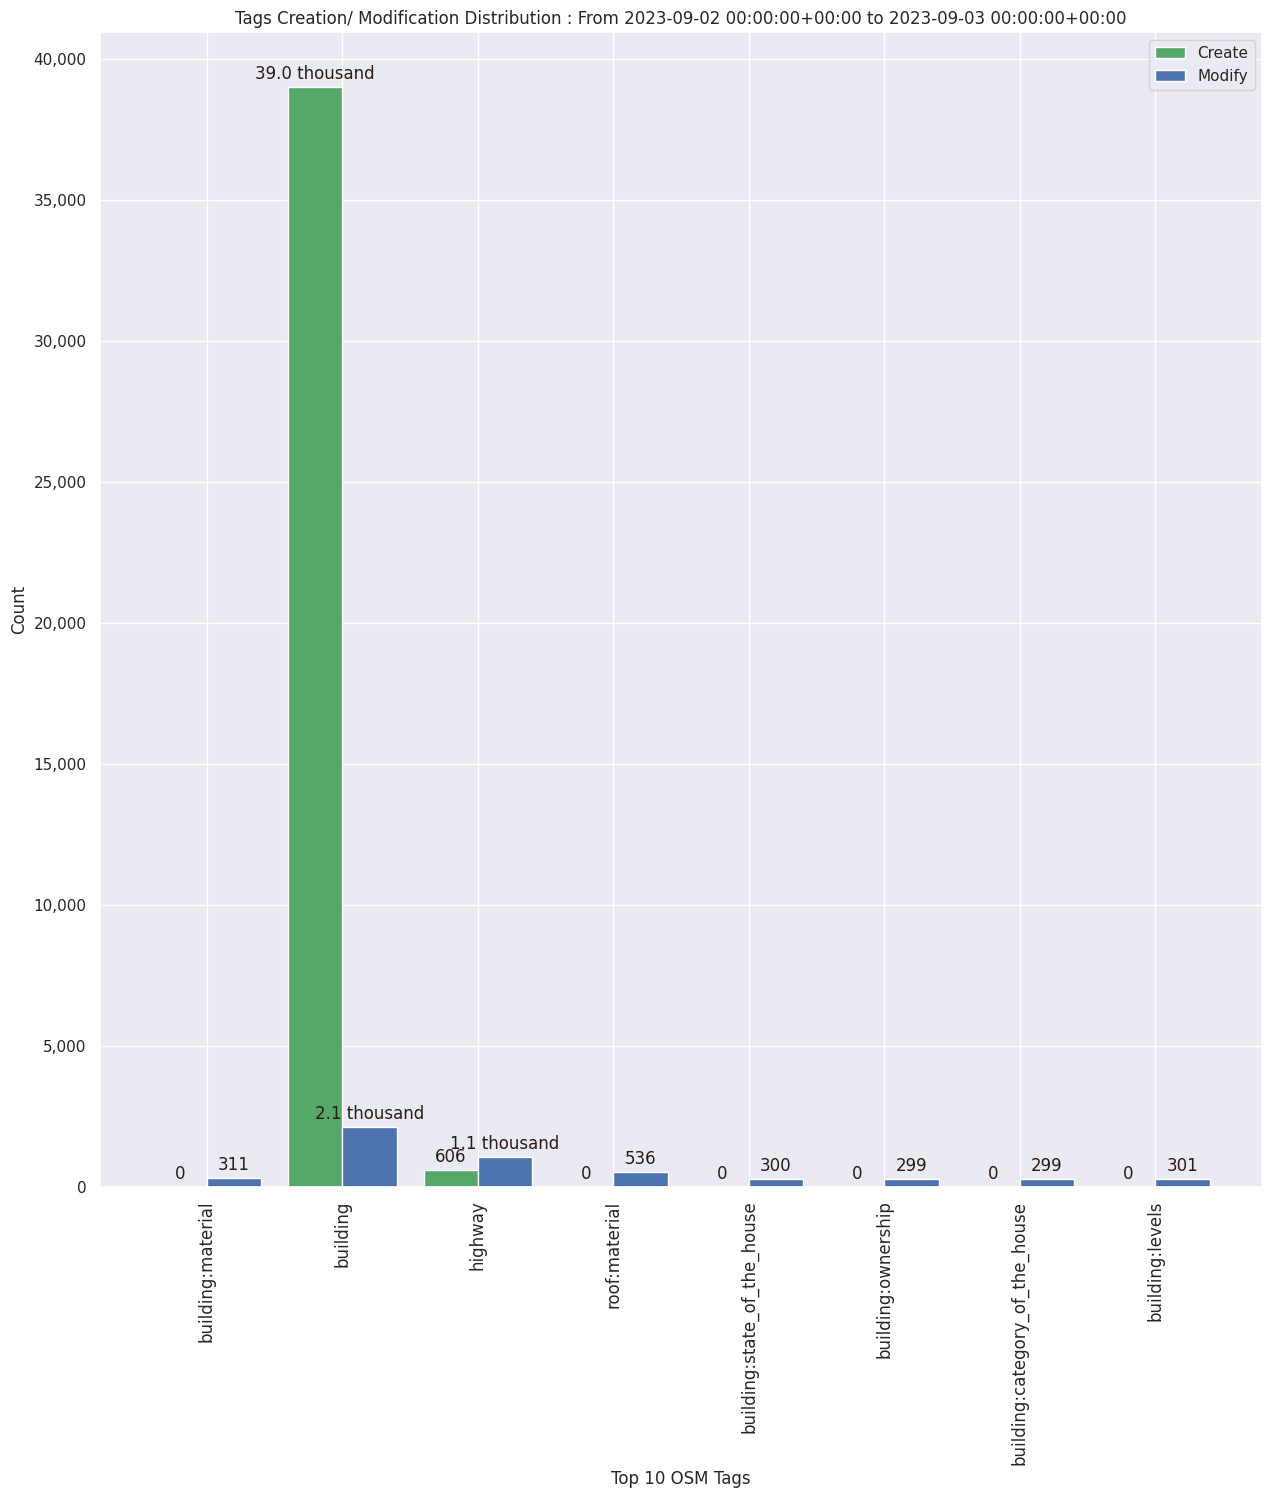 Tags Creation/ Modification Distribution : From 2023-09-02 00:00:00+00:00 to 2023-09-03 00:00:00+00:00
Create
Modify
40,000
35,000
30,000
25,000
20,000
15,000
10,000
5,000
0
Count
0
311
39.0 thousand
2.1 thousand
606
1.1 thousand
0
536
0
300
0
299
0
299
0
301
building:material
building
highway
roof:material
building:state_of_the_house
building:ownership
building:category_of_the_house
building:levels
Top 10 OSM Tags